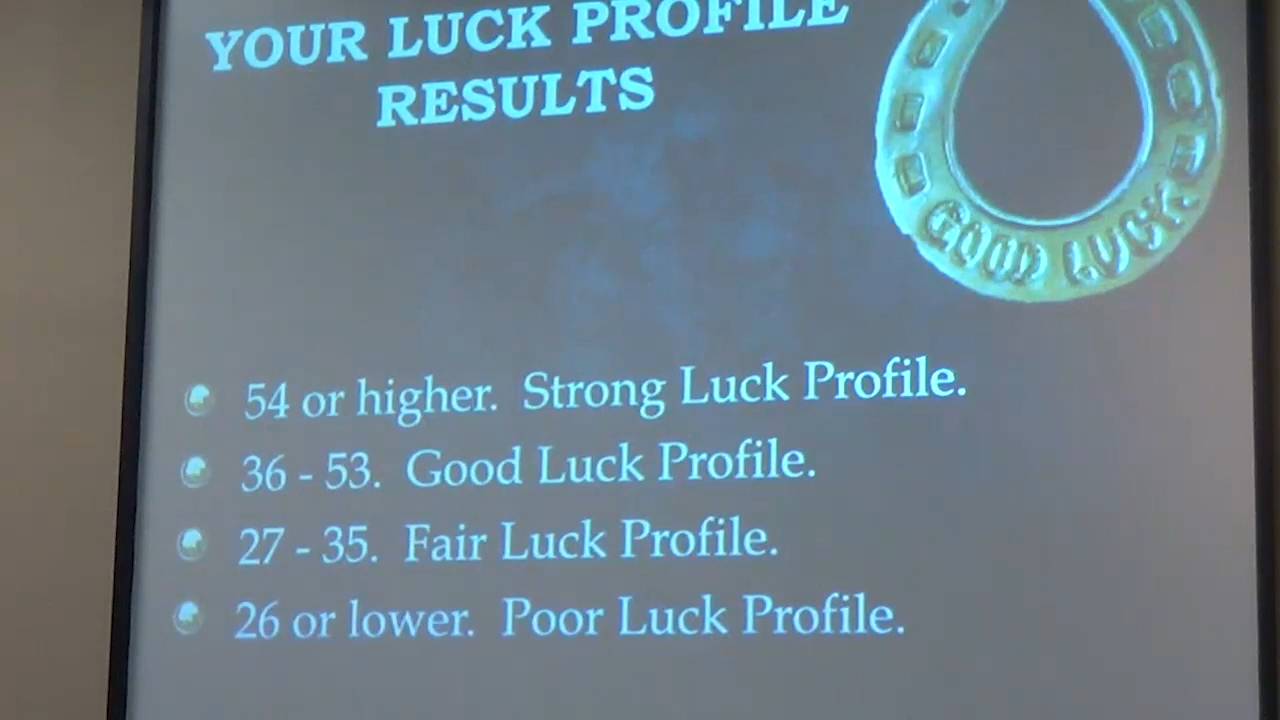 YOUR LUCK PROFILE
RESULTS
GOOD LUCK
54 or higher. Strong Luck Profile.
36 - 53. Good Luck Profile.
27 - 35. Fair Luck Profile.
26 or lower. Poor Luck Profile.